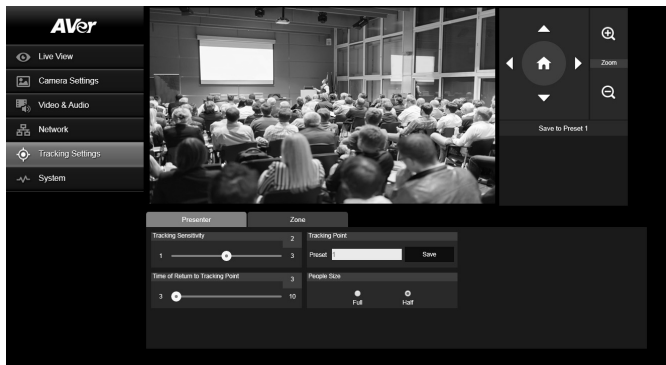 AVer
Live View
Camera Settings
Video & Audio
Network
Tracking Settings
System
Zoom
Save to Preset 1
Presenter
Zone
Tracking Sensitivity
2
1
3
Tracking Point
Preset 1 Save
Time of Return to Tracking Point
3
3
10
People Size
Full
Half